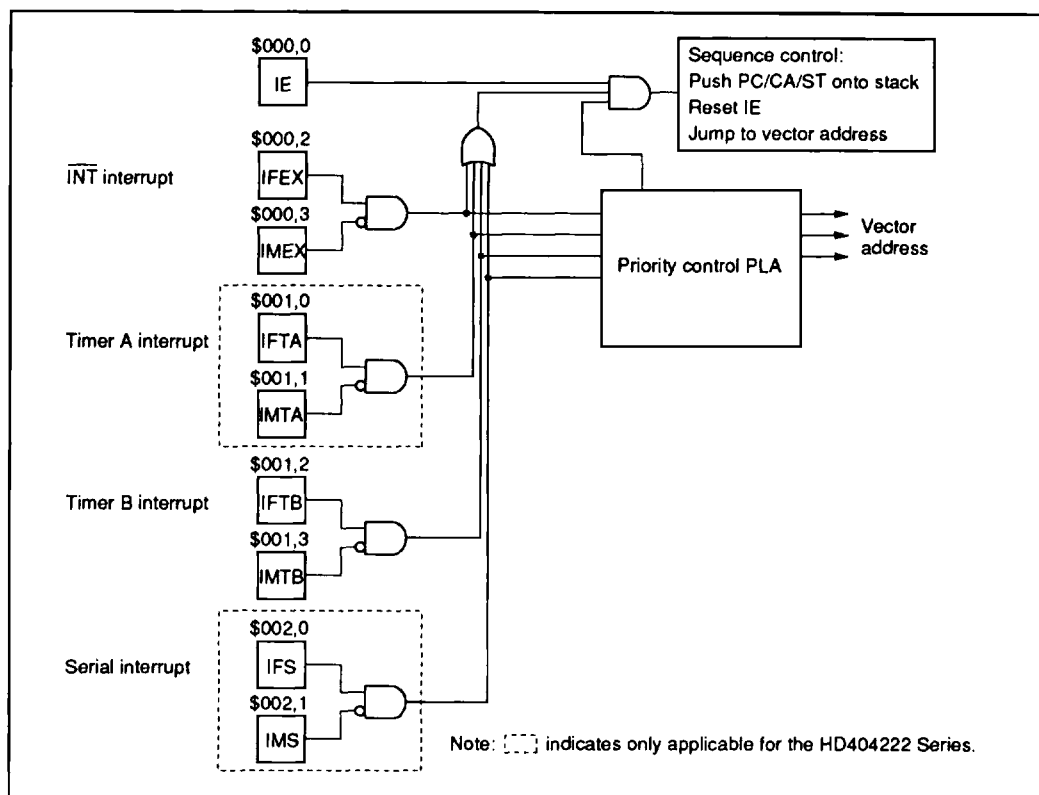 $000,0
IE
Sequence control:
Push PC/CA/ST onto stack
Reset IE
Jump to vector address
$000,2
INT interrupt
IFEX
$000,3
IMEX
Priority control PLA
Vector
address
$001,0
Timer A interrupt
IFTA
$001,1
IMTA
$001,2
Timer B interrupt
IFTB
$001,3
IMTB
$002,0
Serial interrupt
IFS
$002,1
IMS
Note: indicates only applicable for the HD404222 Series.